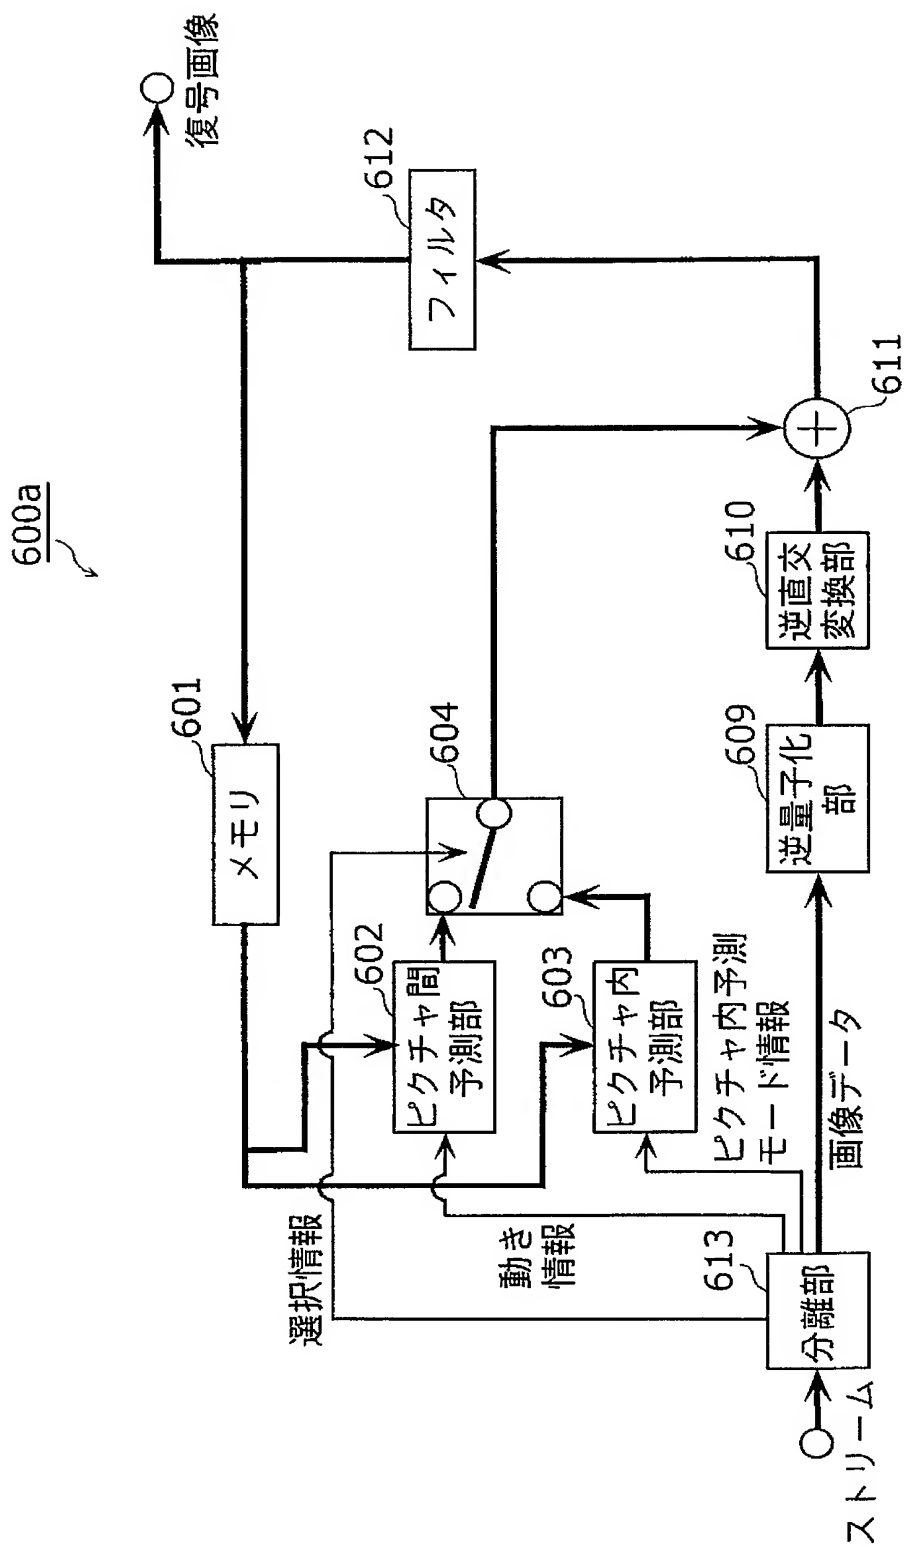 600a
復号画像
612
フィルタ
601
メモリ
604
611
610
逆直交
変換部
609
逆量子化
部
602
ピクチャ間
予測部
603
ピクチャ内
予測部
ピクチャ内予測
モード情報
画像データ
選択情報
動き
情報
613
分離部
ストリーム